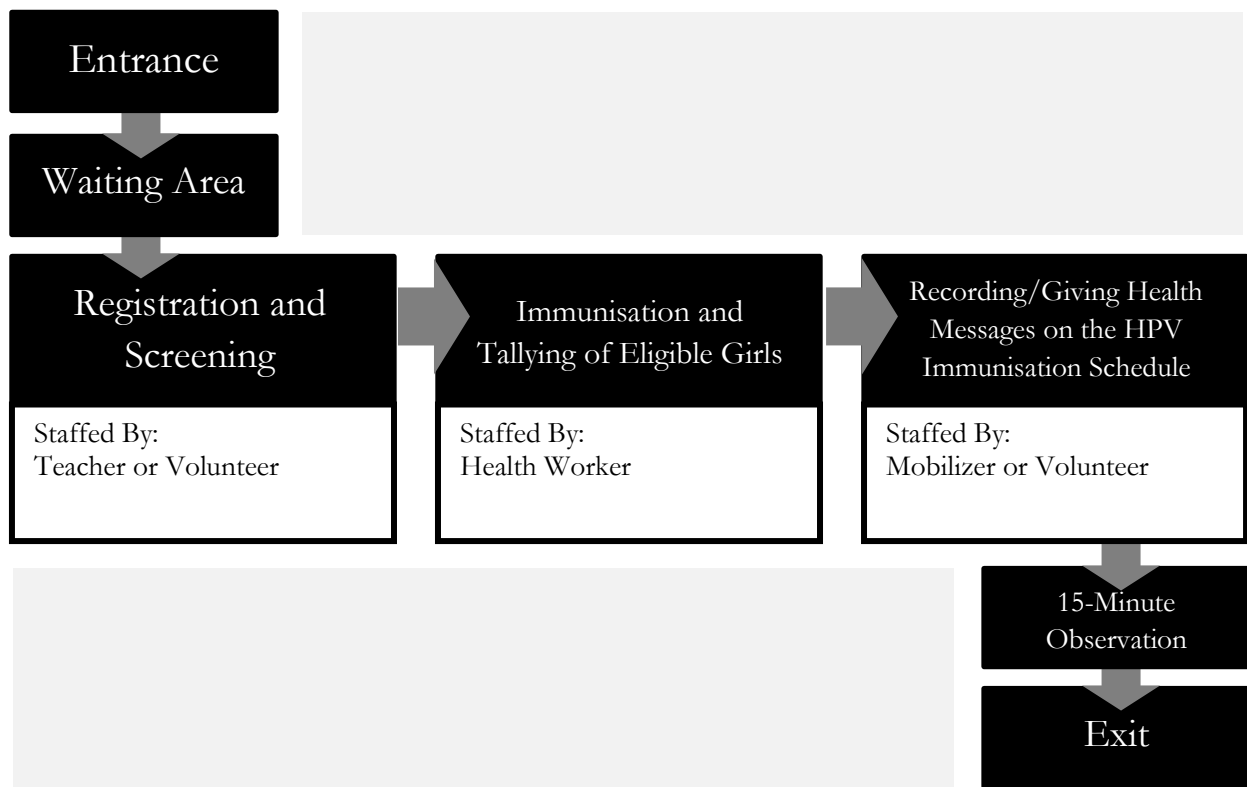 Entrance
Waiting Area
Registration and
Screening
Staffed By:
Teacher or Volunteer
Immunisation and
Tallying of Eligible Girls
Staffed By:
Health Worker
Recording/Giving Health
Messages on the HPV
Immunisation Schedule
Staffed By:
Mobilizer or Volunteer
15-Minute
Observation
Exit